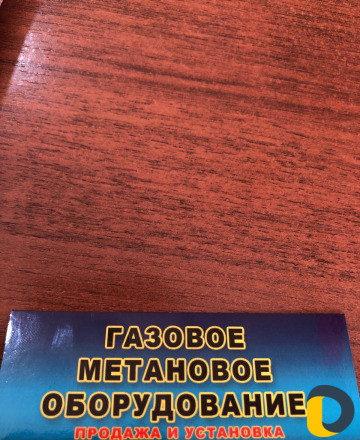 ГАЗОВОЕ
МЕТАНОВОЕ
ОБОРУДОВАНИЕ
ПРОДАЖА И УСТАНОВКА